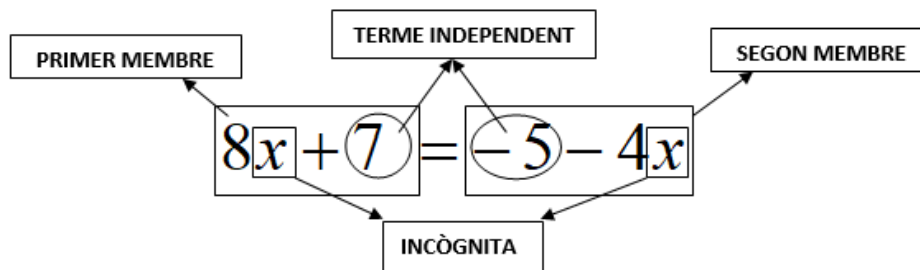 TERME INDEPENDENT
PRIMER MEMBRE
SEGON MEMBRE
8x + 7 = −5 − 4x
INCÒGNITA